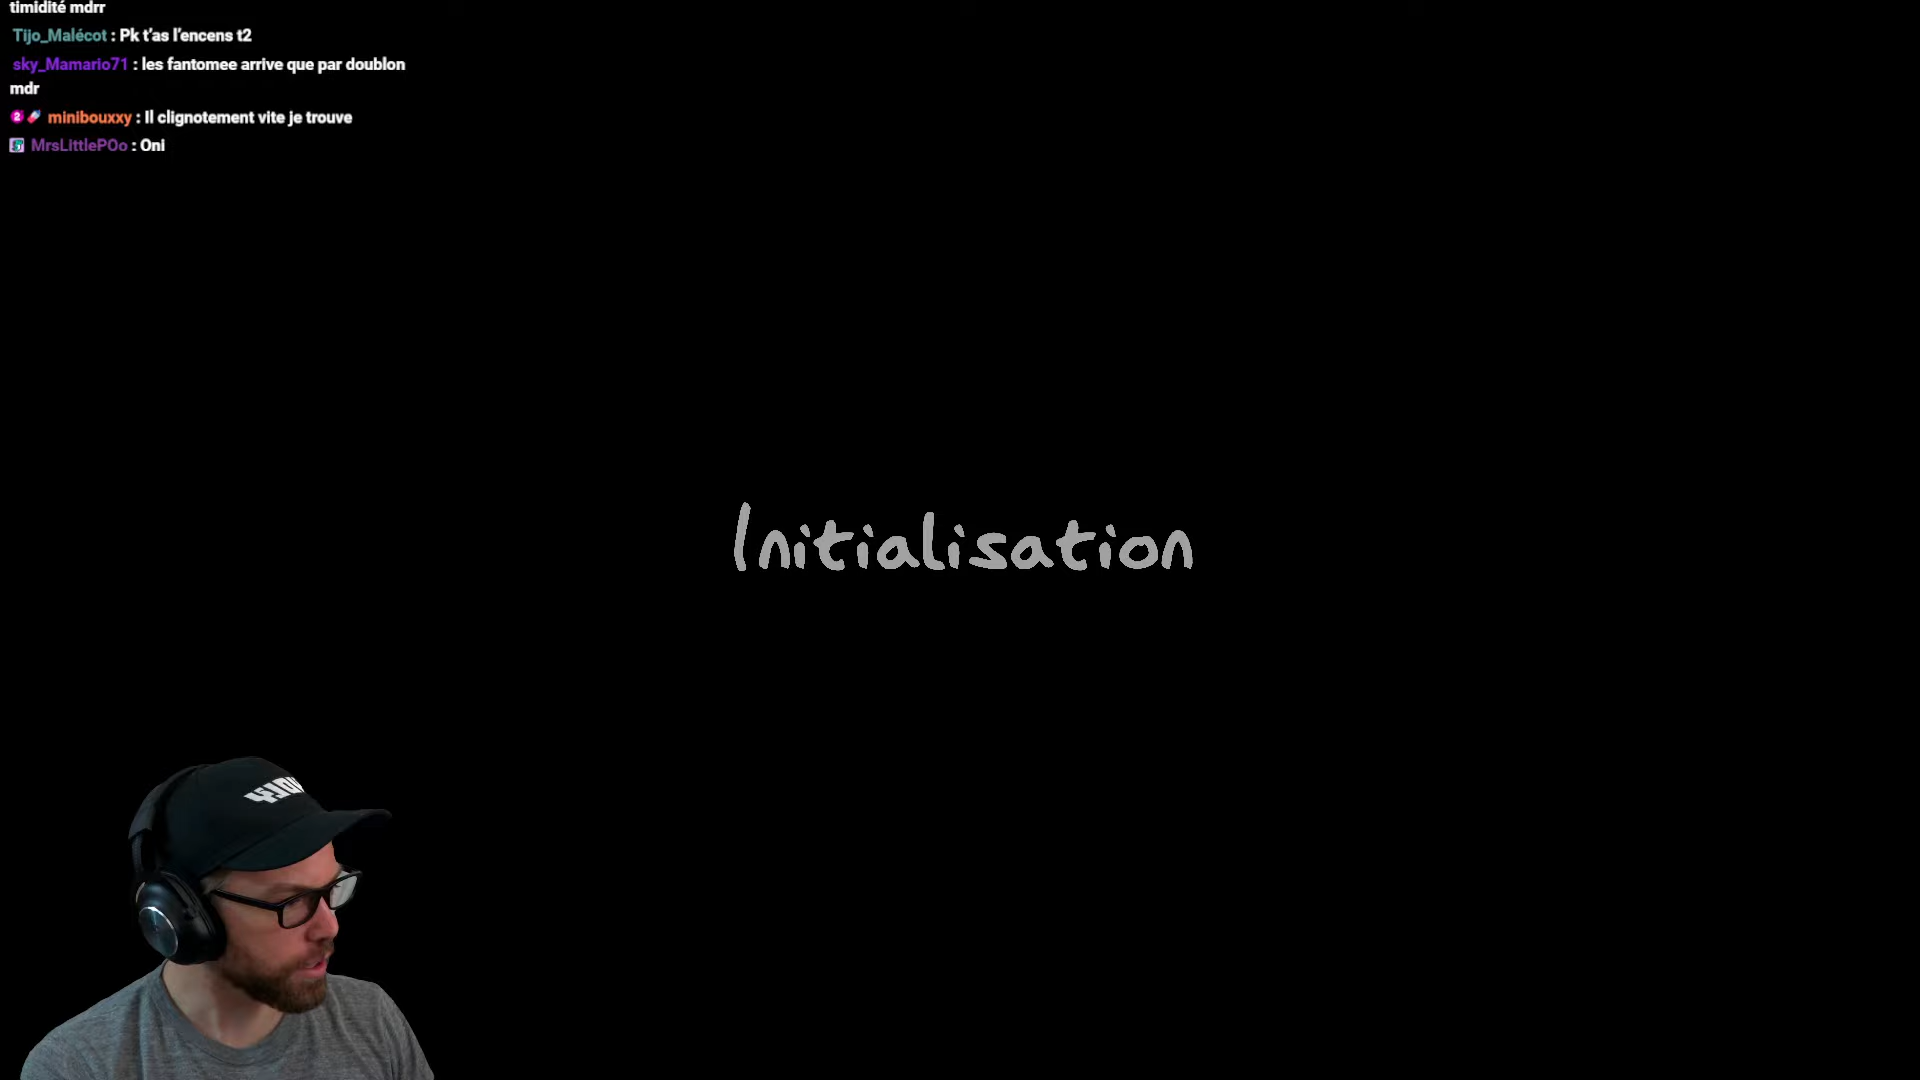 timidité mdrr
Tijo_Malécot : Pk t'as l'encens t2
sky_Mamario71 : les fantomee arrive que par doublon
mdr
2 minibouxxy : Il clignotement vite je trouve
MrsLittlePOo : Oni
Initialisation